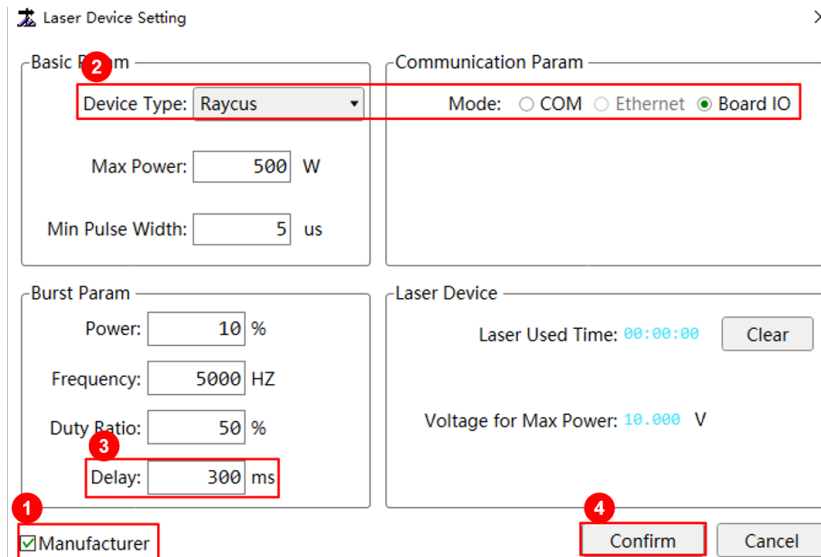 Laser Device Setting
Basic Param
2
Device Type: Raycus
Max Power: 500 W
Min Pulse Width: 5 us
Communication Param
Mode: COM Ethernet Board IO
Burst Param
Power: 10 %
Frequency: 5000 HZ
Duty Ratio: 50 %
3
Delay: 300 ms
Laser Device
Laser Used Time: 00:00:00 Clear
Voltage for Max Power: 10.000 V
1
Manufacturer
4
Confirm Cancel